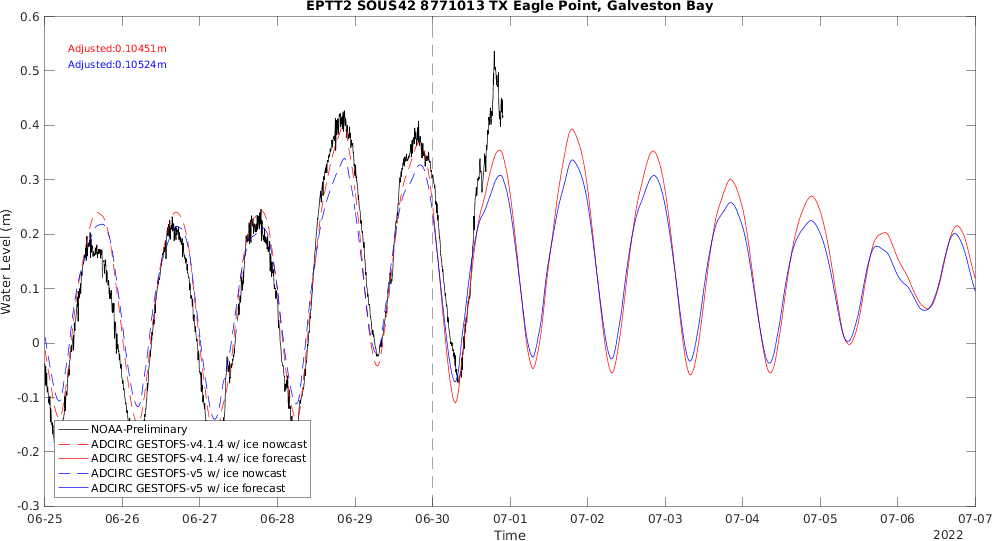 EPTT2 SOUS42 8771013 TX Eagle Point, Galveston Bay
0.6
Adjusted:0.10451m
Adjusted:0.10524m
0.5
0.4
0.3
0.2
0.1
0
-0.1
-0.2
-0.3
Water Level (m)
NOAA-Preliminary
ADCIRC GESTOFS-v4.1.4 w/ ice nowcast
ADCIRC GESTOFS-v4.1.4 w/ ice forecast
ADCIRC GESTOFS-v5 w/ ice nowcast
ADCIRC GESTOFS-v5 w/ ice forecast
06-25 06-26 06-27 06-28 06-29 06-30 07-01 07-02 07-03 07-04 07-05 07-06 07-07
Time
2022